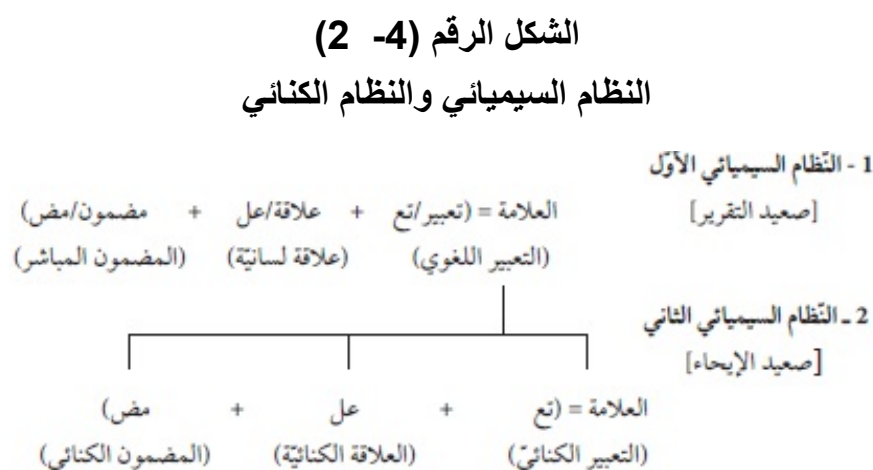 الشكل الرقم (4- 2)
النظام السيميائي والنظام الكنائي
1 - النّظام السيميائي الأوّل
[صعيد التقرير]
العلامة = (تعبير/تع + علاقة/عل + مضمون/مض)
(التعبير اللغوي) (علاقة لسانيّة) (المضمون المباشر)
2 ـ النّظام السيميائي الثاني
[صعيد الإيحاء]
العلامة = (تع + عل + مض)
(التعبير الكنائيّ) (العلاقة الكنائيّة) (المضمون الكنائي)